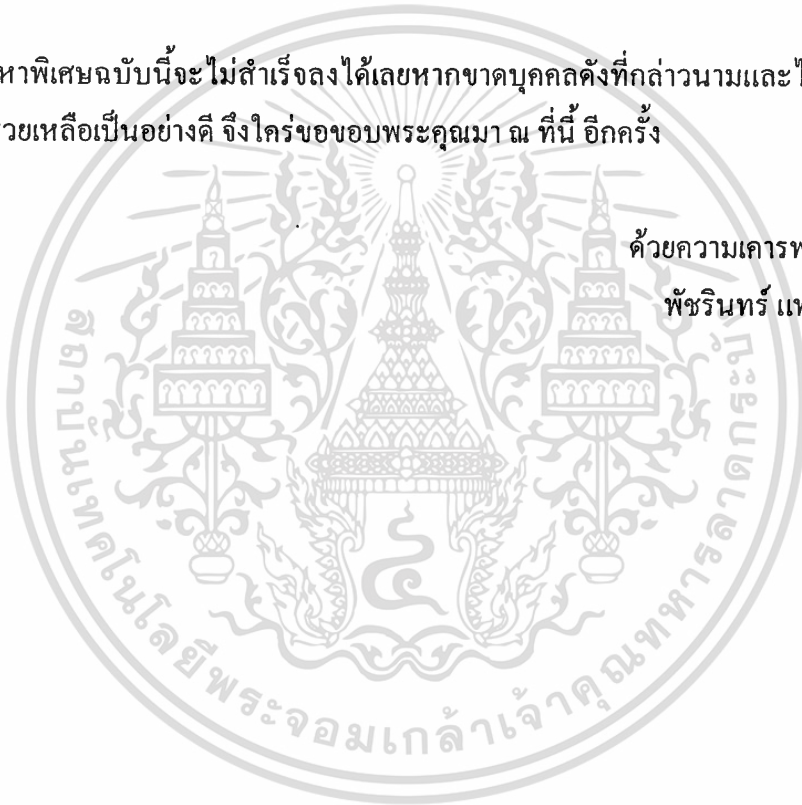 หาพิเศษฉบับนี้จะไม่สำเร็จลงได้เลยหากขาดบุคคลดังที่กล่าวนามและไ
วยเหลือเป็นอย่างดี จึงใคร่ขอขอบพระคุณมา ณ ที่นี้ อีกครั้ง
ด้วยความเคารพ
พัชรินทร์ แพ
สถาบันเทคโนโลยีพระจอมเกล้าเจ้าคุณทหารลาดกระบัง
๔